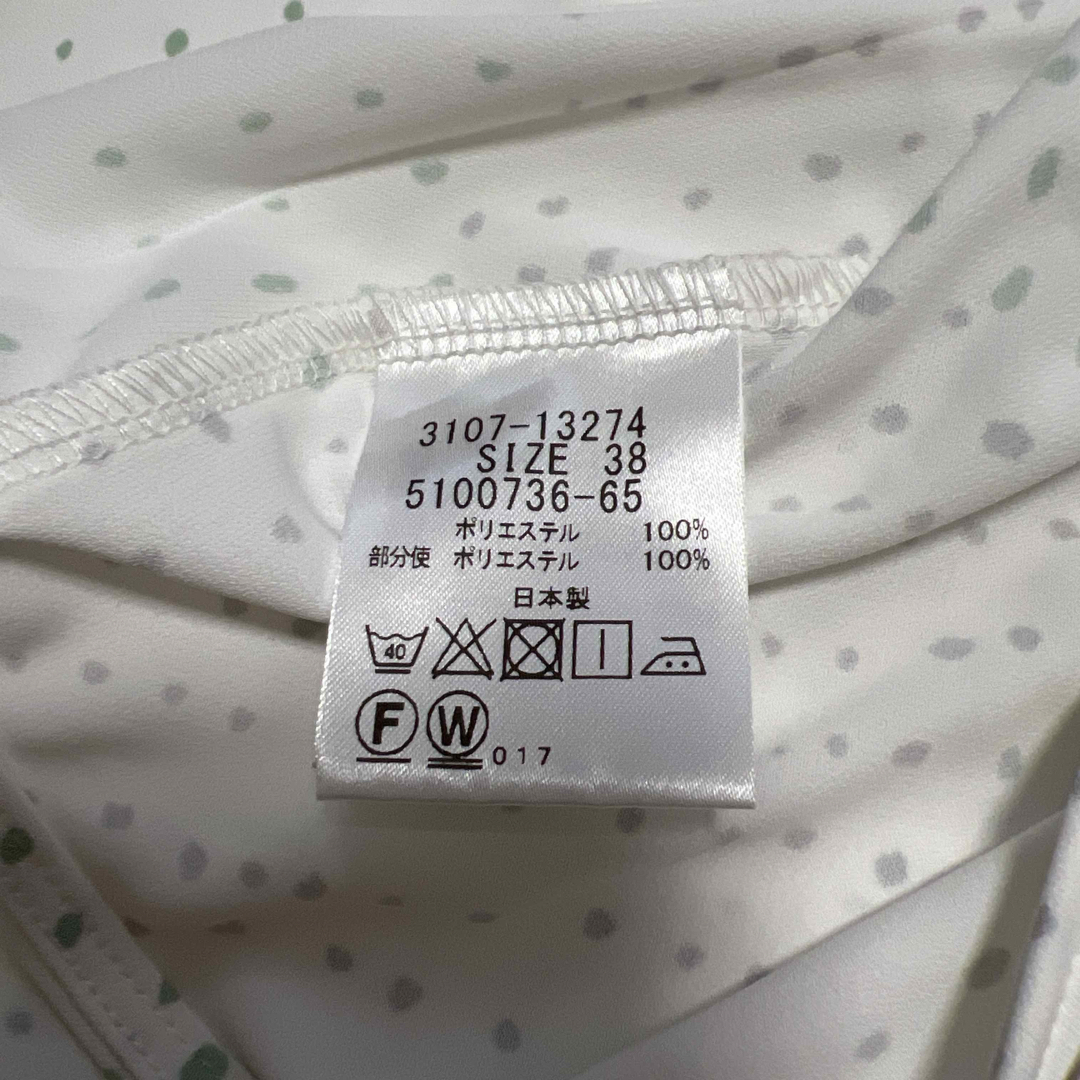 3107-13274
SIZE 38
5100736-65
ポリエステル 100%
部分使 ポリエステル 100%
日本製
40
F W 017